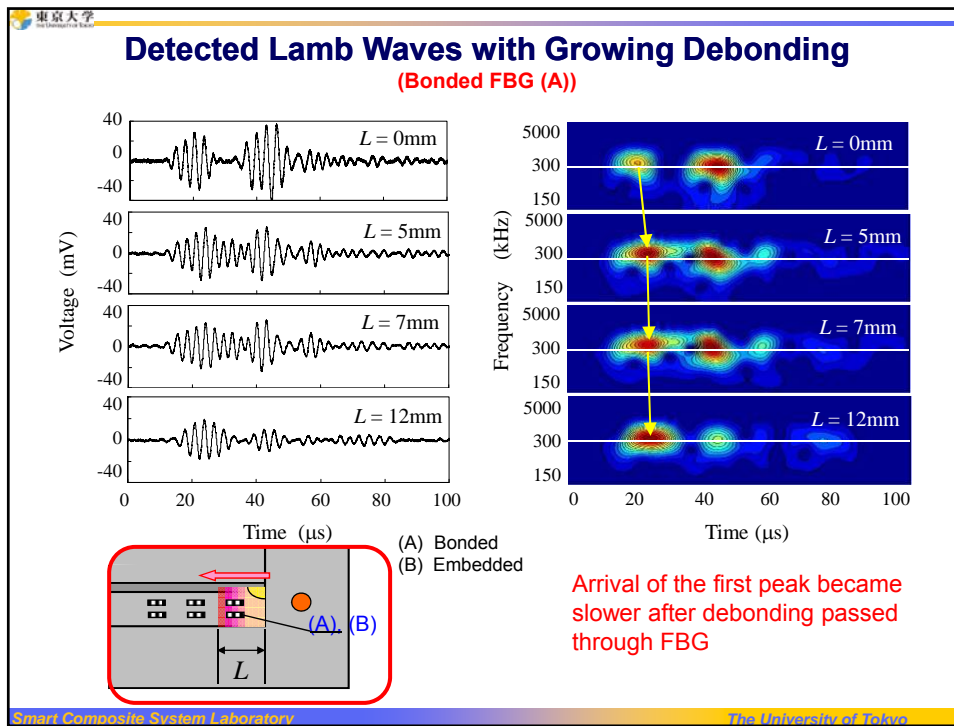 東京大学
The University of Tokyo
Detected Lamb Waves with Growing Debonding
(Bonded FBG (A))
Voltage (mV)
40
0
-40
L = 0mm
40
0
-40
L = 5mm
40
0
-40
L = 7mm
40
0
-40
L = 12mm
0 20 40 60 80 100
Time (μs)
Frequency (kHz)
5000
300
150
L = 0mm
5000
300
150
L = 5mm
5000
300
150
L = 7mm
5000
300
150
L = 12mm
0 20 40 60 80 100
Time (μs)
(A) Bonded
(B) Embedded
(A), (B)
L
Arrival of the first peak became
slower after debonding passed
through FBG
Smart Composite System Laboratory
The University of Tokyo